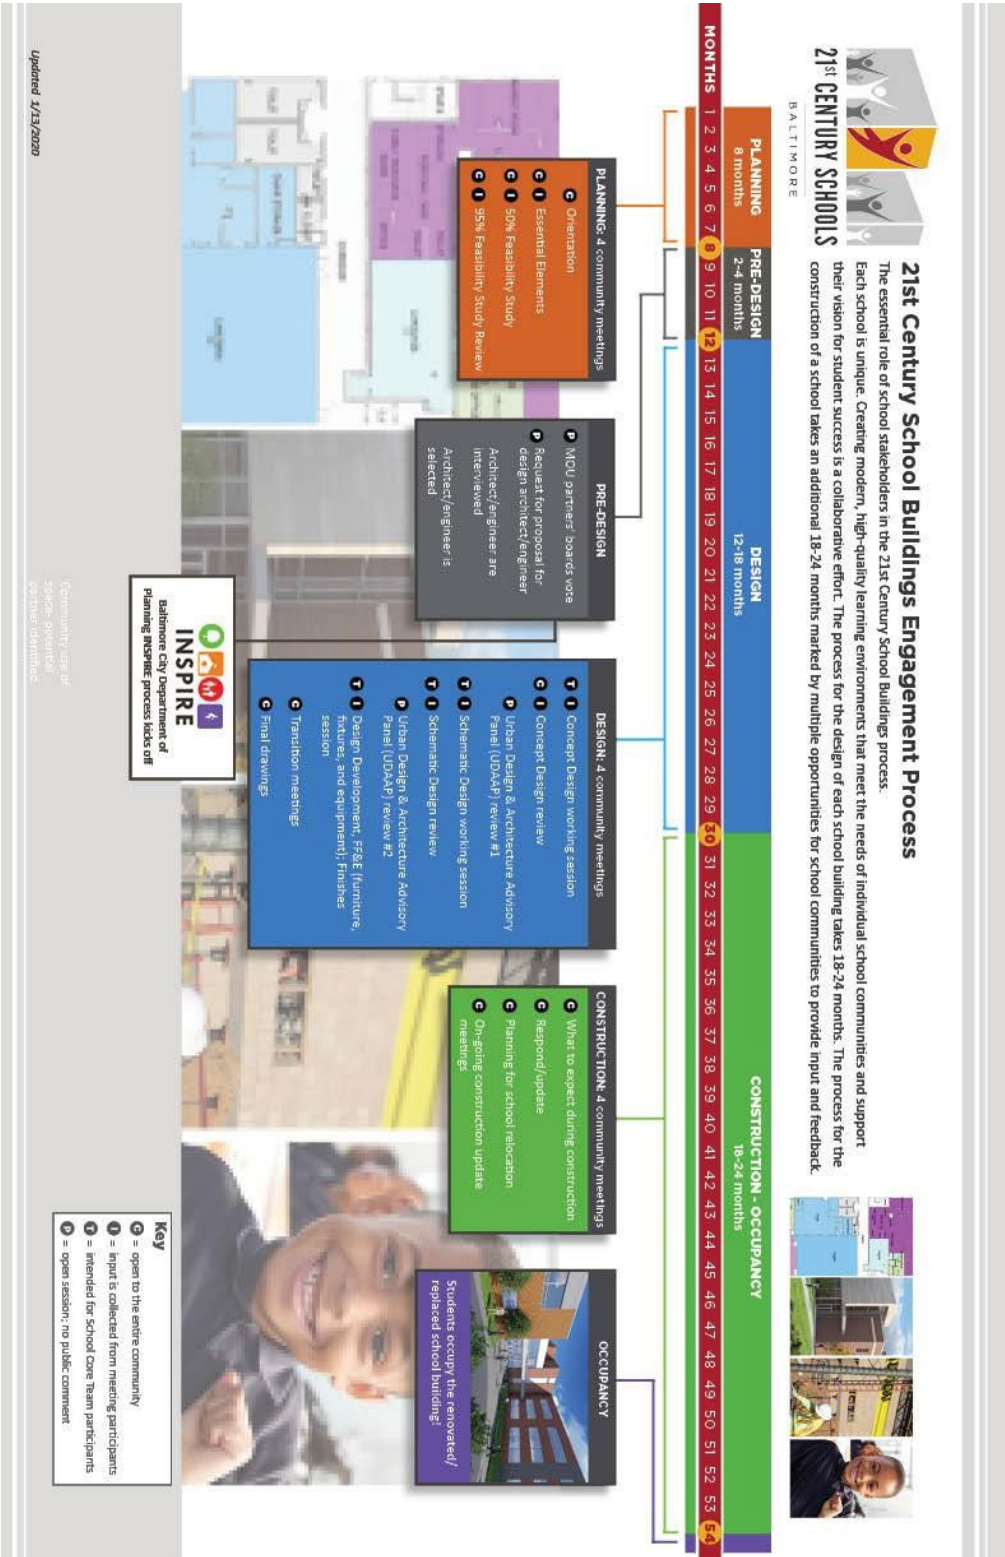 21st CENTURY SCHOOLS
BALTIMORE
21st Century School Buildings Engagement Process
The essential role of school stakeholders in the 21st Century School Buildings process.
Each school is unique. Creating modern, high-quality learning environments that meet the needs of individual school communities and support
their vision for student success is a collaborative effort. The process for the design of each school building takes 18-24 months. The process for the
construction of a school takes an additional 18-24 months marked by multiple opportunities for school communities to provide input and feedback.
PLANNING
8 months
PRE-DESIGN
2-4 months
DESIGN
12-18 months
CONSTRUCTION - OCCUPANCY
18-24 months
MONTHS 1 2 3 4 5 6 7 8 9 10 11 12 13 14 15 16 17 18 19 20 21 22 23 24 25 26 27 28 29 30 31 32 33 34 35 36 37 38 39 40 41 42 43 44 45 46 47 48 49 50 51 52 53 54
PLANNING: 4 community meetings
C Orientation
C I Essential Elements
C I 50% Feasibility Study
C I 95% Feasibility Study Review
PRE-DESIGN
P MOU partners' boards vote
P Request for proposal for
design architect/engineer
Architect/engineer are
interviewed
Architect/engineer is
selected
INSPIRE
Baltimore City Department of
Planning INSPIRE process kicks off
DESIGN: 4 community meetings
T I Concept Design working session
C I Concept Design review
P Urban Design & Architecture Advisory
Panel (UDAAP) review #1
T I Schematic Design working session
T I Schematic Design review
P Urban Design & Architecture Advisory
Panel (UDAAP) review #2
T I Design Development, FF&E (furniture,
fixtures, and equipment); Finishes
session
C Transition meetings
C Final drawings
CONSTRUCTION: 4 community meetings
C What to expect during construction
C Respond/update
C Planning for school relocation
C On-going construction update
meetings
OCCUPANCY
Students occupy the renovated/
replaced school building!
Key
C = open to the entire community
I = input is collected from meeting participants
T = intended for School Core Team participants
P = open session; no public comment
Community use of
space- potential
partner identified.
Updated 1/13/2020